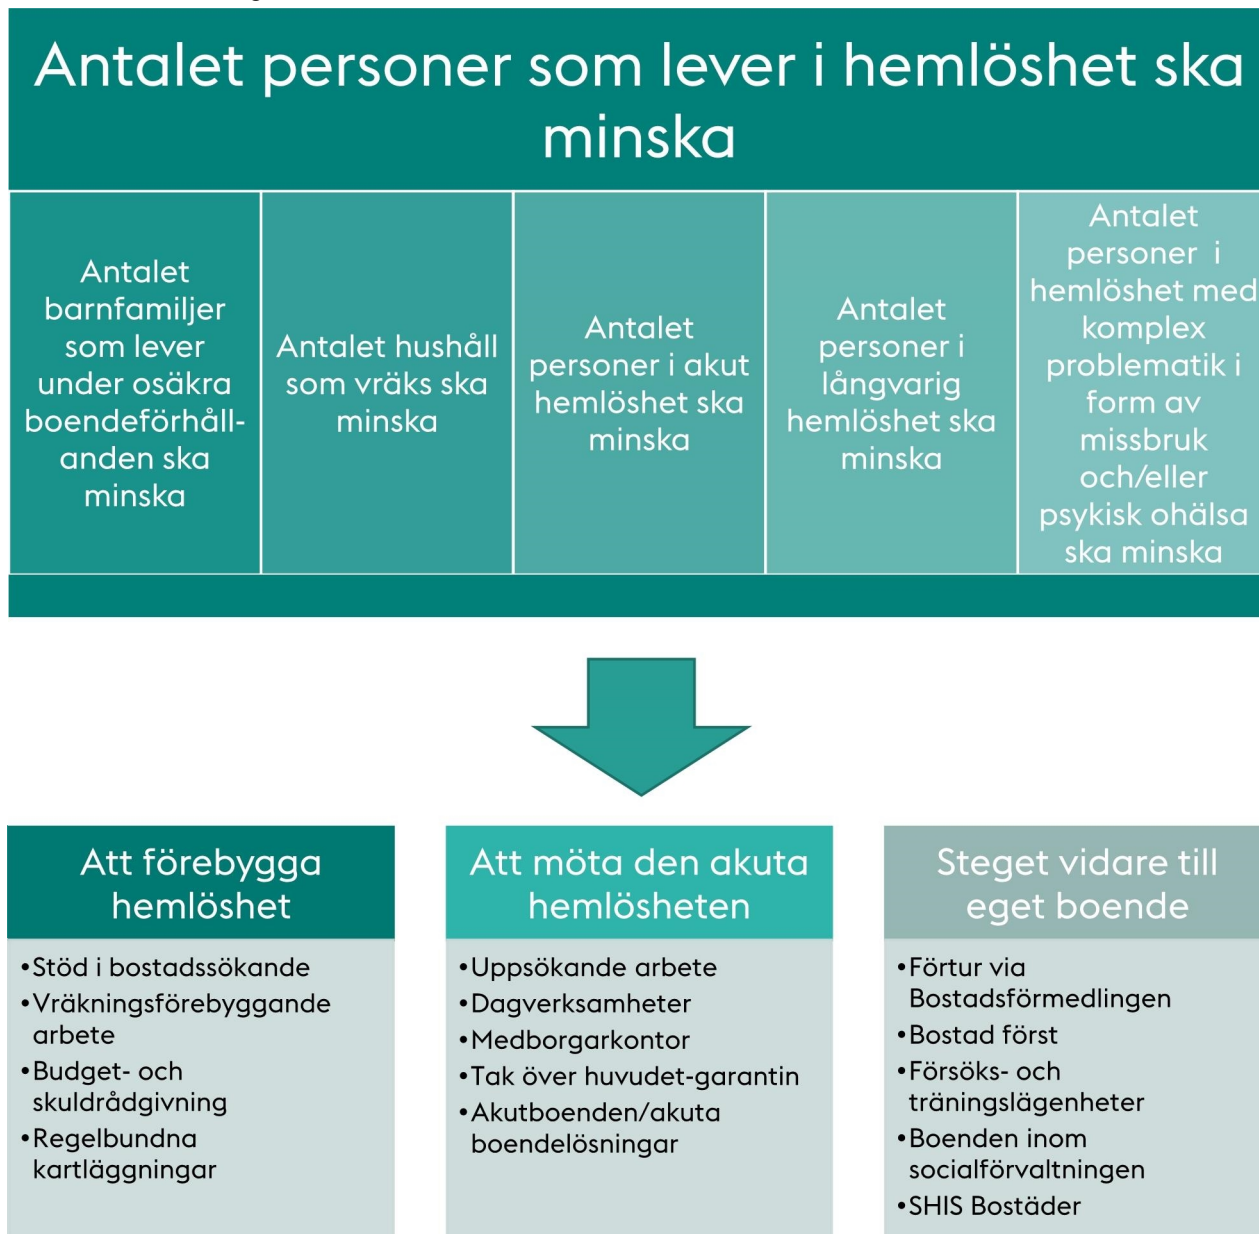 Antalet personer som lever i hemlöshet ska
minska
Antalet
barnfamiljer
som lever
under osäkra
boendeförhåll-
anden ska
minska
Antalet hushåll
som vräks ska
minska
Antalet
personer i akut
hemlöshet ska
minska
Antalet
personer i
långvarig
hemlöshet ska
minska
Antalet
personer i
hemlöshet med
komplex
problematik i
form av
missbruk
och/eller
psykisk ohälsa
ska minska
Att förebygga
hemlöshet
•Stöd i bostadssökande
•Vräkningsförebyggande
arbete
•Budget- och
skuldrådgivning
•Regelbundna
kartläggningar
Att möta den akuta
hemlösheten
•Uppsökande arbete
•Dagverksamheter
•Medborgarkontor
•Tak över huvudet-garantin
•Akutboenden/akuta
boendelösningar
Steget vidare till
eget boende
•Förtur via
Bostadsförmedlingen
•Bostad först
•Försöks- och
träningslägenheter
•Boenden inom
socialförvaltningen
•SHIS Bostäder